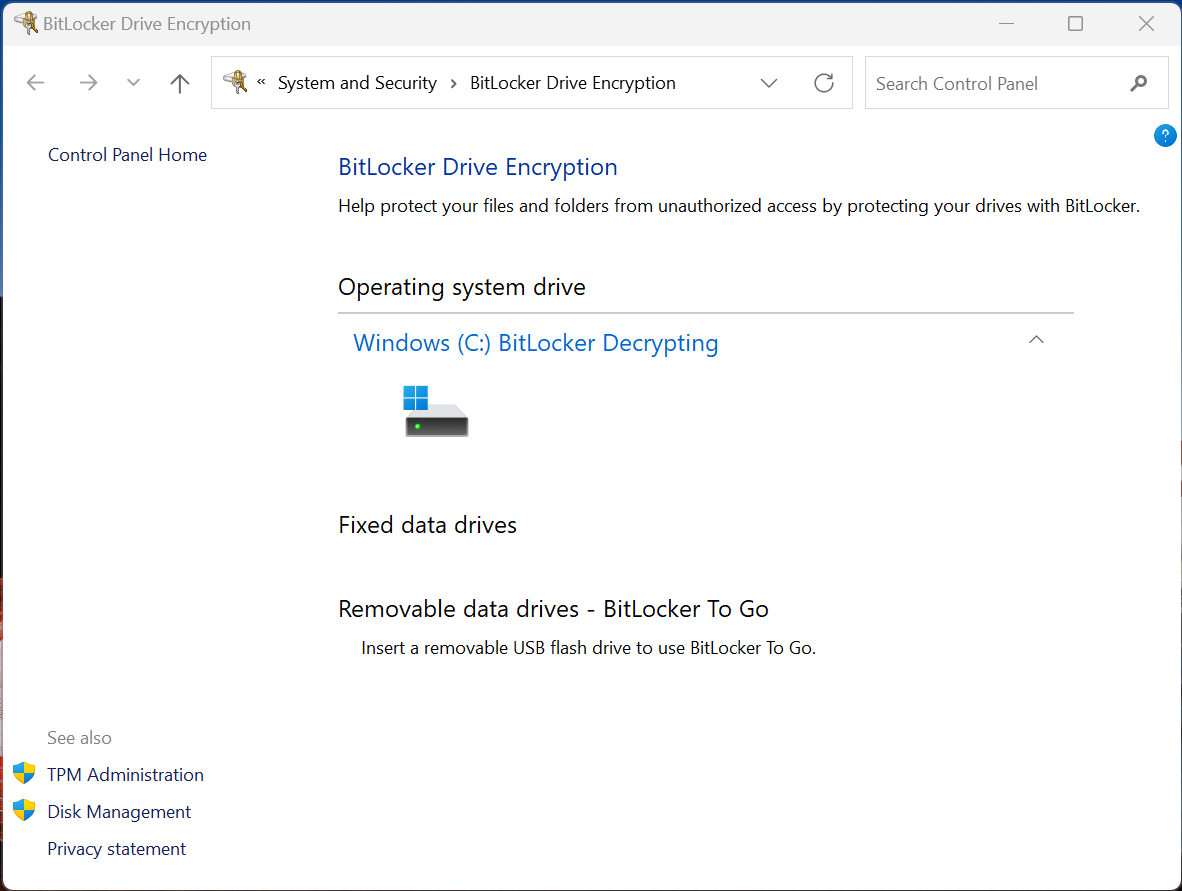 BitLocker Drive Encryption
« System and Security › BitLocker Drive Encryption
Search Control Panel
?
Control Panel Home
BitLocker Drive Encryption
Help protect your files and folders from unauthorized access by protecting your drives with BitLocker.
Operating system drive
Windows (C:) BitLocker Decrypting
Fixed data drives
Removable data drives - BitLocker To Go
Insert a removable USB flash drive to use BitLocker To Go.
See also
TPM Administration
Disk Management
Privacy statement